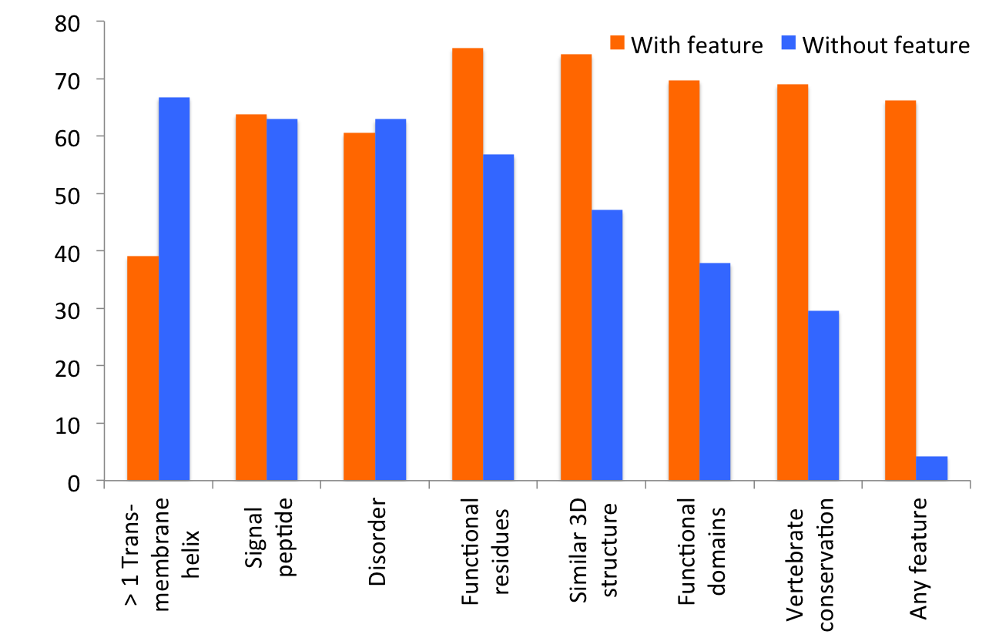 80
70
60
50
40
30
20
10
0
With feature
Without feature
> 1 Trans-
membrane
helix
Signal
peptide
Disorder
Functional
residues
Similar 3D
structure
Functional
domains
Vertebrate
conservation
Any feature